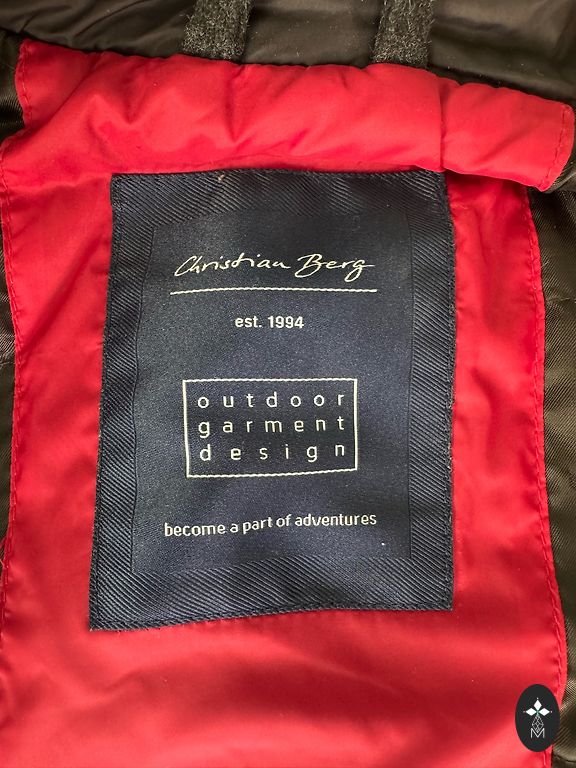 Christian Berg
est. 1994
outdoor
garment
design
become a part of adventures
M